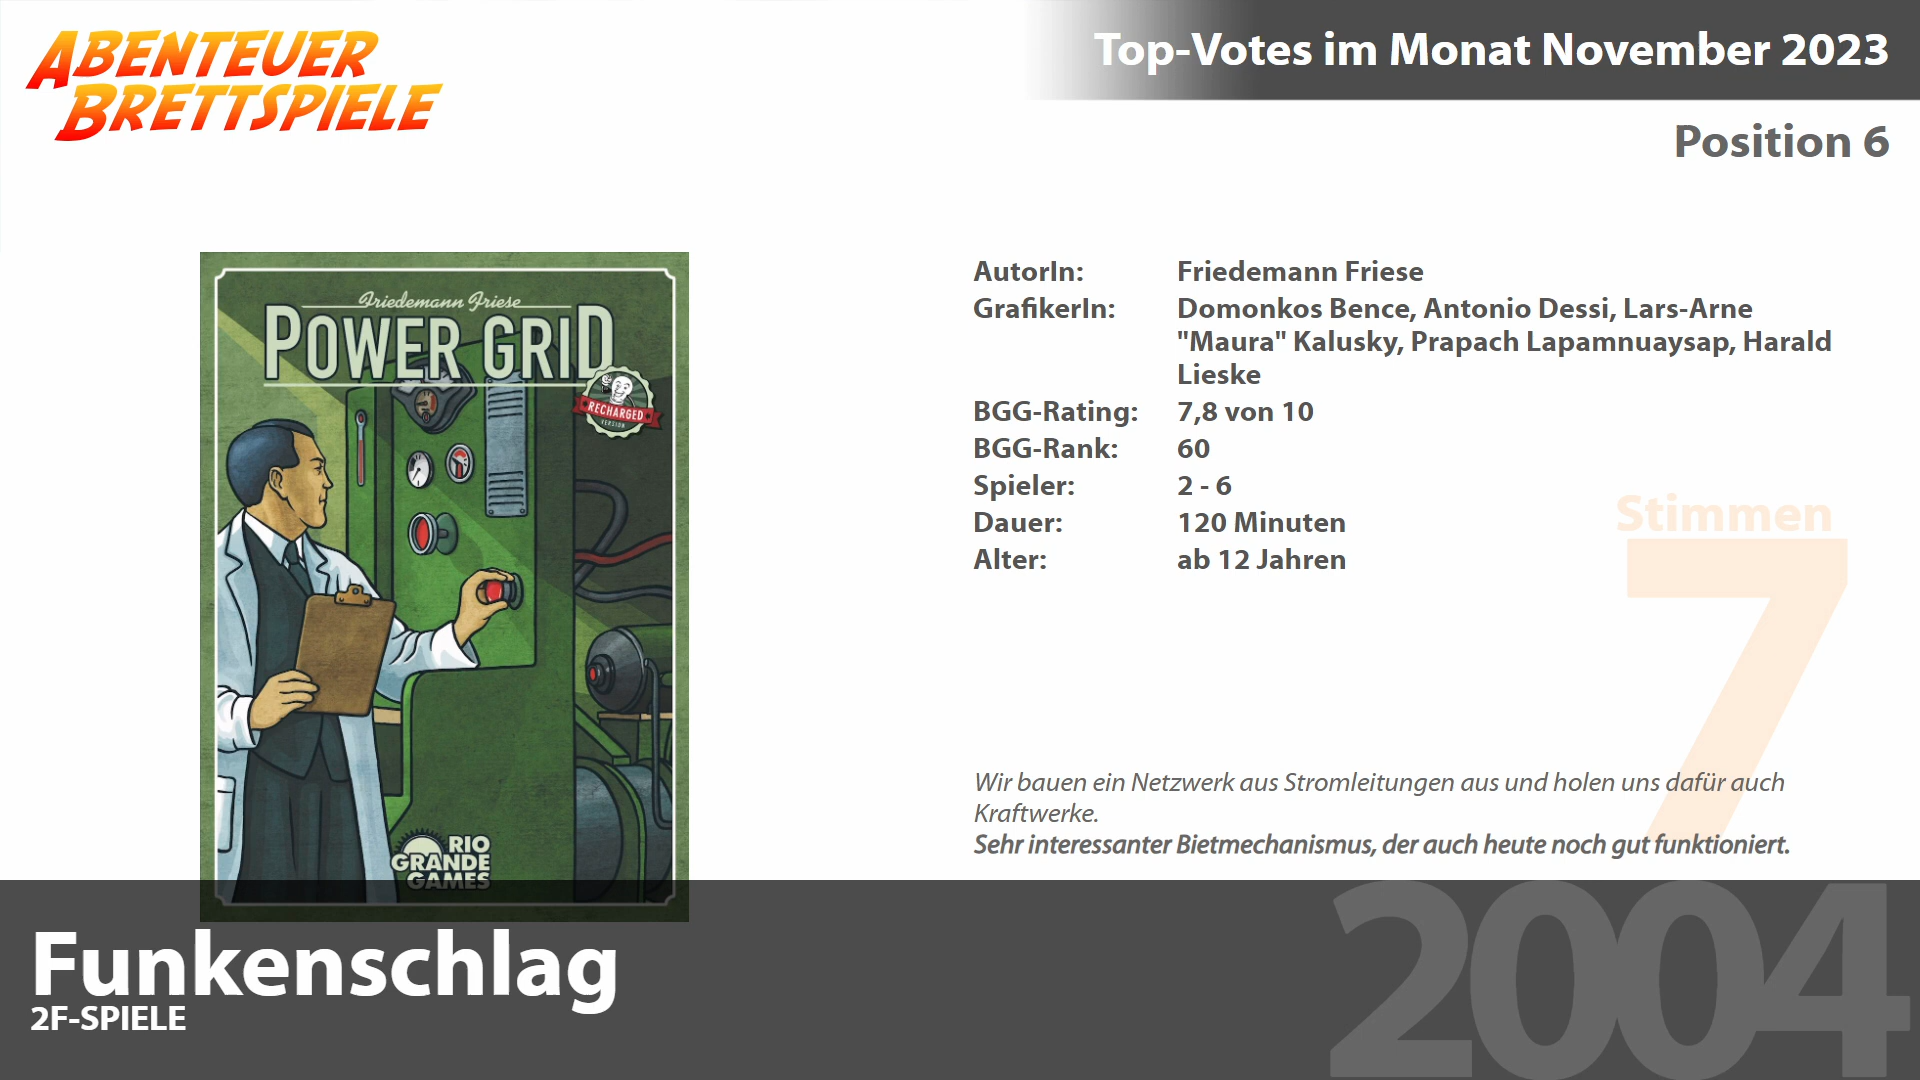 ABENTEUER
BRETTSPIELE
Top-Votes im Monat November 2023
Position 6
Friedemann Friese
POWER GRID
RECHARGED
VERSION
RIO
GRANDE
GAMES
AutorIn: Friedemann Friese
GrafikerIn: Domonkos Bence, Antonio Dessi, Lars-Arne
"Maura" Kalusky, Prapach Lapamnuaysap, Harald
Lieske
BGG-Rating: 7,8 von 10
BGG-Rank: 60
Spieler: 2 - 6
Dauer: 120 Minuten
Alter: ab 12 Jahren
Stimmen
7
Wir bauen ein Netzwerk aus Stromleitungen aus und holen uns dafür auch
Kraftwerke.
Sehr interessanter Bietmechanismus, der auch heute noch gut funktioniert.
Funkenschlag
2F-SPIELE
2004